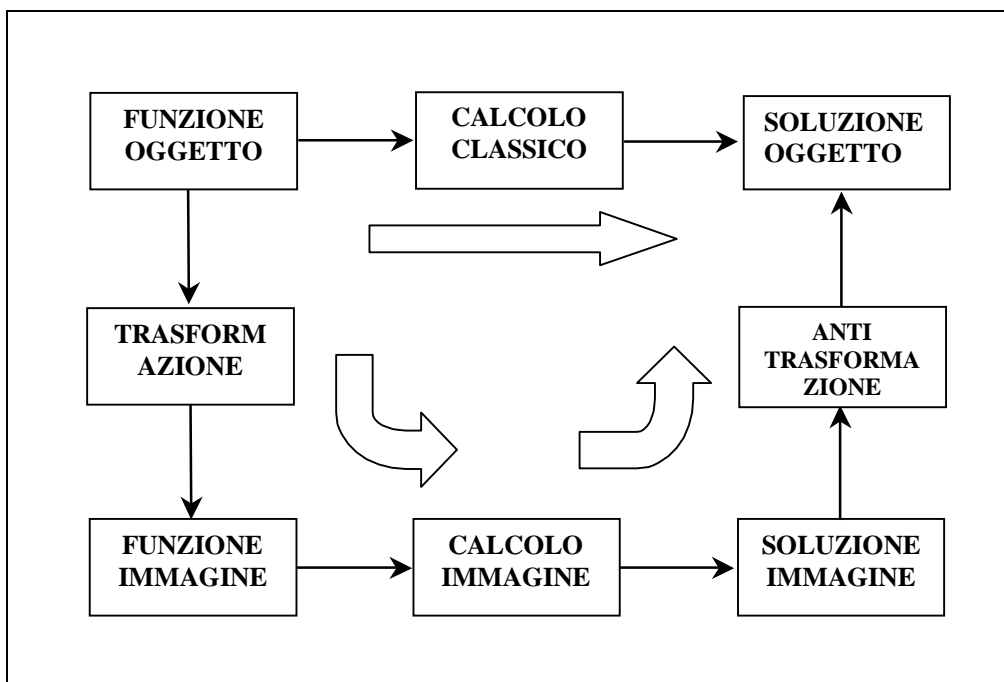 FUNZIONE
OGGETTO
CALCOLO
CLASSICO
SOLUZIONE
OGGETTO
TRASFORM
AZIONE
ANTI
TRASFORMA
ZIONE
FUNZIONE
IMMAGINE
CALCOLO
IMMAGINE
SOLUZIONE
IMMAGINE